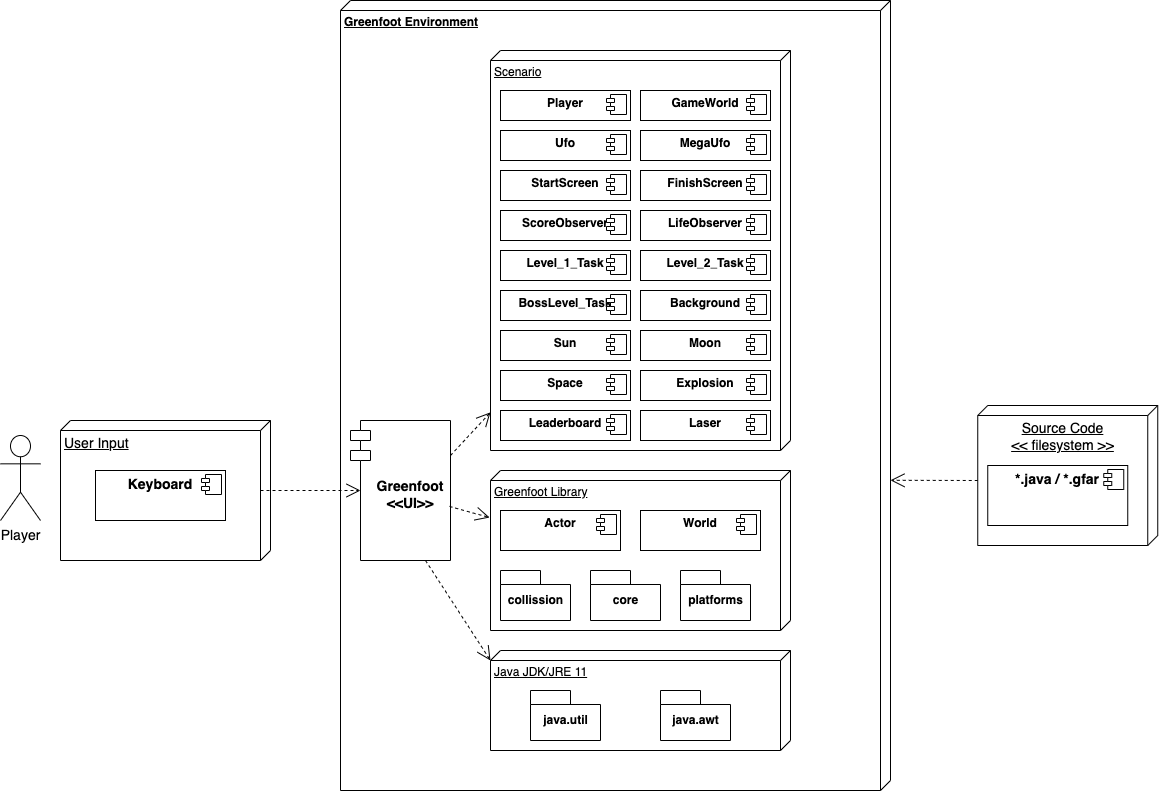 Greenfoot Environment
Scenario
Player
GameWorld
Ufo
MegaUfo
StartScreen
FinishScreen
ScoreObserver
LifeObserver
Level_1_Task
Level_2_Task
BossLevel_Task
Background
Sun
Moon
Space
Explosion
Leaderboard
Laser
User Input
Keyboard
Player
Greenfoot
<<UI>>
Greenfoot Library
Actor
World
collission
core
platforms
Java JDK/JRE 11
java.util
java.awt
Source Code
<< filesystem >>
*.java / *.gfar